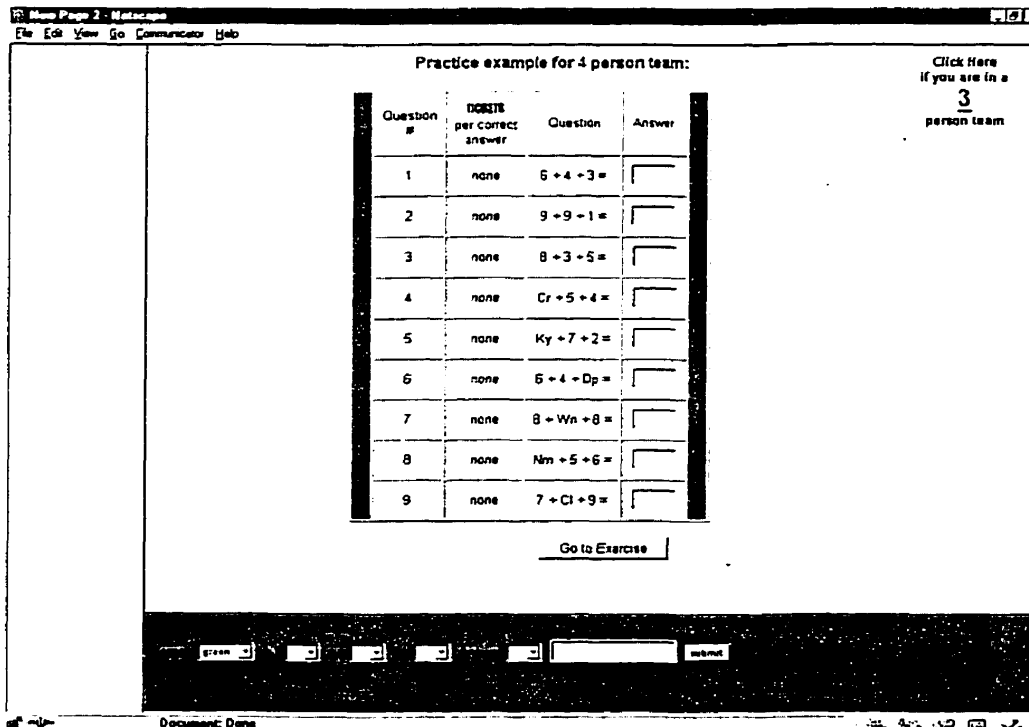 New Page 2 - Netscape
File Edit View Go Communicator Help
Practice example for 4 person team:
Click Here
if you are in a
3
person team
Question # TICKETS per correct answer Question Answer
1 none 6 + 4 + 3 =
2 none 9 + 9 + 1 =
3 none 8 + 3 + 5 =
4 none Cr + 5 + 4 =
5 none Ky + 7 + 2 =
6 none 6 + 4 + Dp =
7 none 8 + Wn + 8 =
8 none Nm + 5 + 6 =
9 none 7 + Cl + 9 =
Go to Exercise
green submit
Document: Done